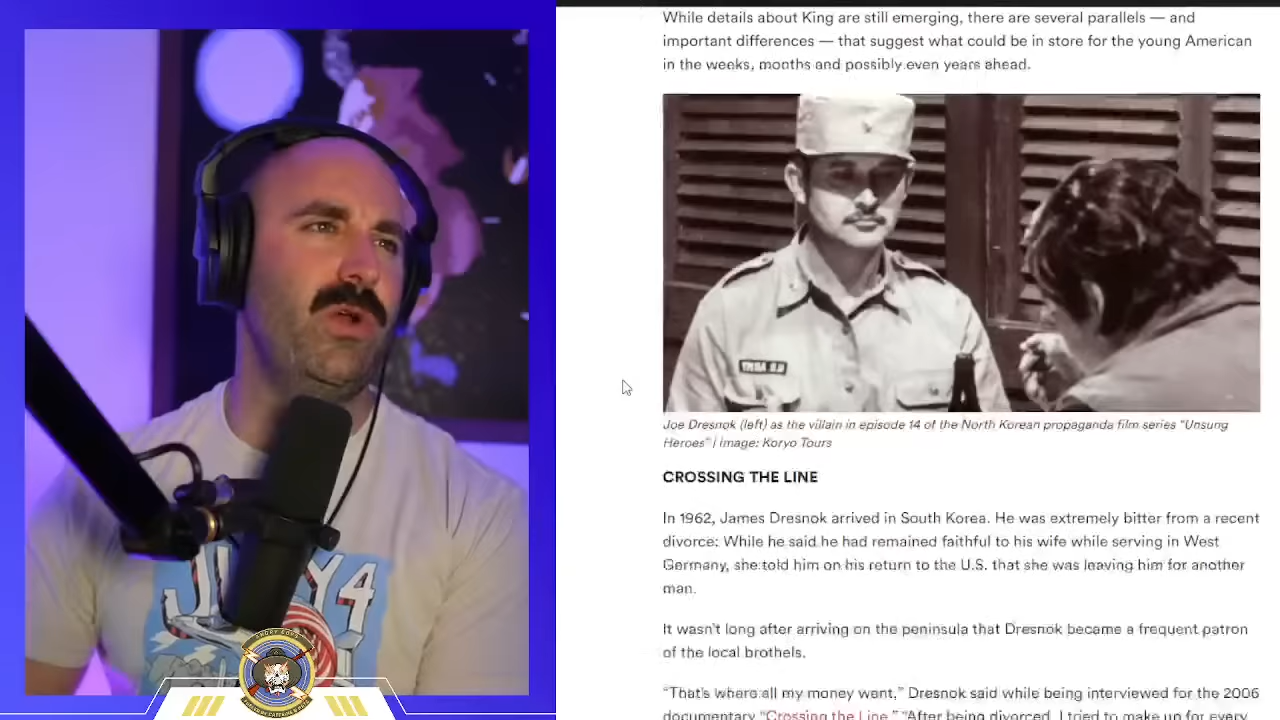 While details about King are still emerging, there are several parallels — and
important differences — that suggest what could be in store for the young American
in the weeks, months and possibly even years ahead.
Joe Dresnok (left) as the villain in episode 14 of the North Korean propaganda film series "Unsung
Heroes" | Image: Koryo Tours
CROSSING THE LINE
In 1962, James Dresnok arrived in South Korea. He was extremely bitter from a recent
divorce: While he said he had remained faithful to his wife while serving in West
Germany, she told him on his return to the U.S. that she was leaving him for another
man.
It wasn't long after arriving on the peninsula that Dresnok became a frequent patron
of the local brothels.
"That's where all my money went," Dresnok said while being interviewed for the 2006
documentary "Crossing the Line." "After being divorced, I tried to make up for every
JULY 4
ANGRY COPS